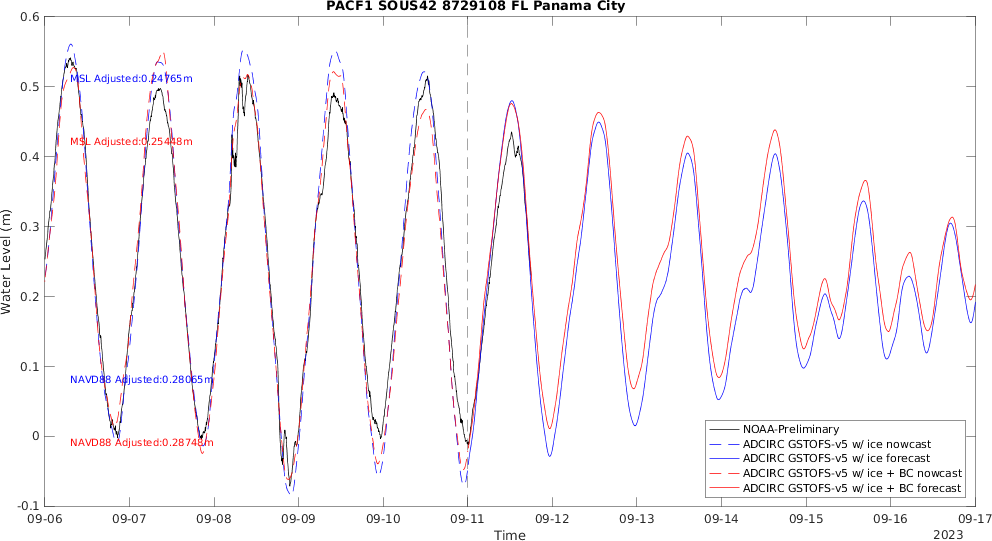 PACF1 SOUS42 8729108 FL Panama City
0.6
0.5
0.4
0.3
0.2
0.1
0
-0.1
Water Level (m)
MSL Adjusted:0.24765m
MSL Adjusted:0.25448m
NAVD88 Adjusted:0.28065m
NAVD88 Adjusted:0.28748m
NOAA-Preliminary
ADCIRC GSTOFS-v5 w/ ice nowcast
ADCIRC GSTOFS-v5 w/ ice forecast
ADCIRC GSTOFS-v5 w/ ice + BC nowcast
ADCIRC GSTOFS-v5 w/ ice + BC forecast
09-06 09-07 09-08 09-09 09-10 09-11 09-12 09-13 09-14 09-15 09-16 09-17
Time
2023